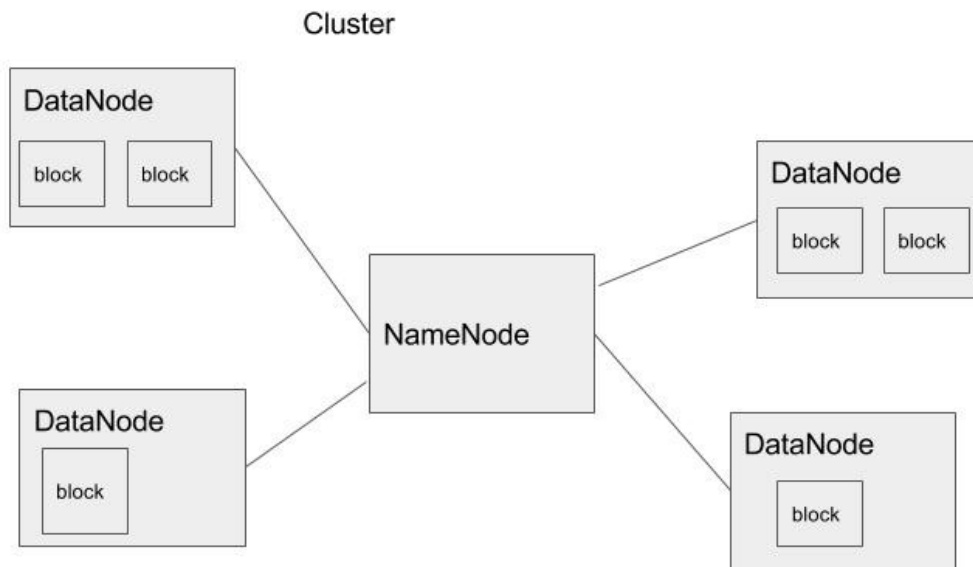 Cluster
DataNode
block block
DataNode
block block
NameNode
DataNode
block
DataNode
block